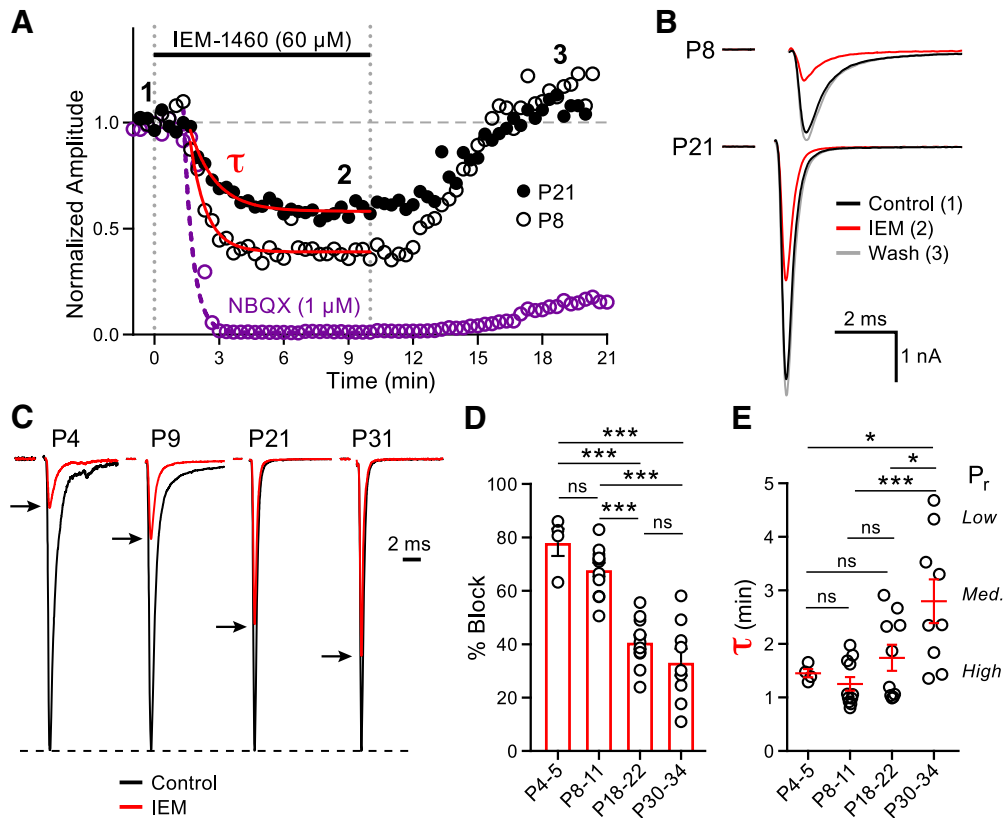 A
IEM-1460 (60 µM)
1
2
3
τ
Normalized Amplitude
1.0
0.5
0.0
P21
P8
NBQX (1 µM)
0
3
6
9
12
15
18
21
Time (min)
B
P8
P21
Control (1)
IEM (2)
Wash (3)
2 ms
1 nA
C
P4
P9
P21
P31
2 ms
Control
IEM
D
% Block
100
80
60
40
20
0
***
***
***
ns
***
ns
P4-5
P8-11
P18-22
P30-34
E
τ (min)
5
4
3
2
1
0
*
*
***
ns
ns
ns
P4-5
P8-11
P18-22
P30-34
Pr
Low
Med.
High